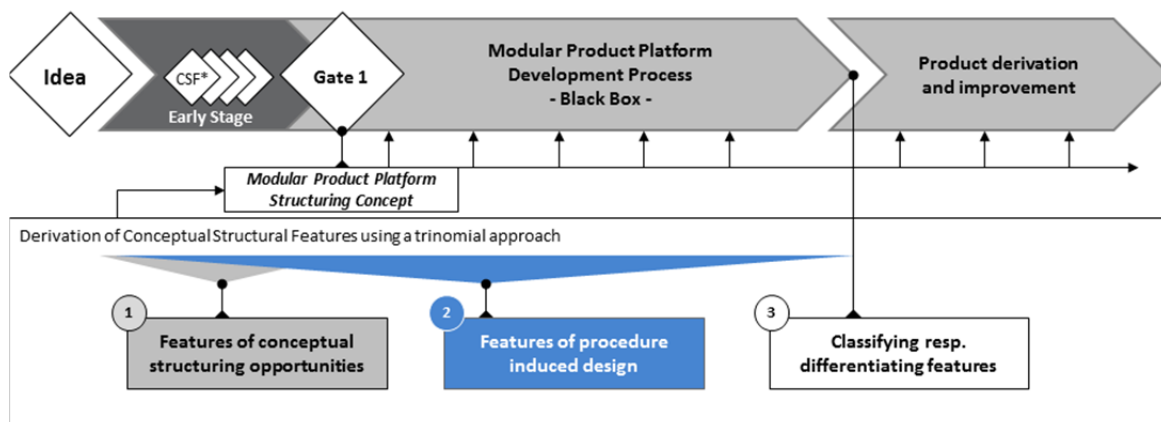 Idea
CSF*
Early Stage
Gate 1
Modular Product Platform
Development Process
- Black Box -
Product derivation
and improvement
Modular Product Platform
Structuring Concept
Derivation of Conceptual Structural Features using a trinomial approach
1
Features of conceptual
structuring opportunities
2
Features of procedure
induced design
3
Classifying resp.
differentiating features